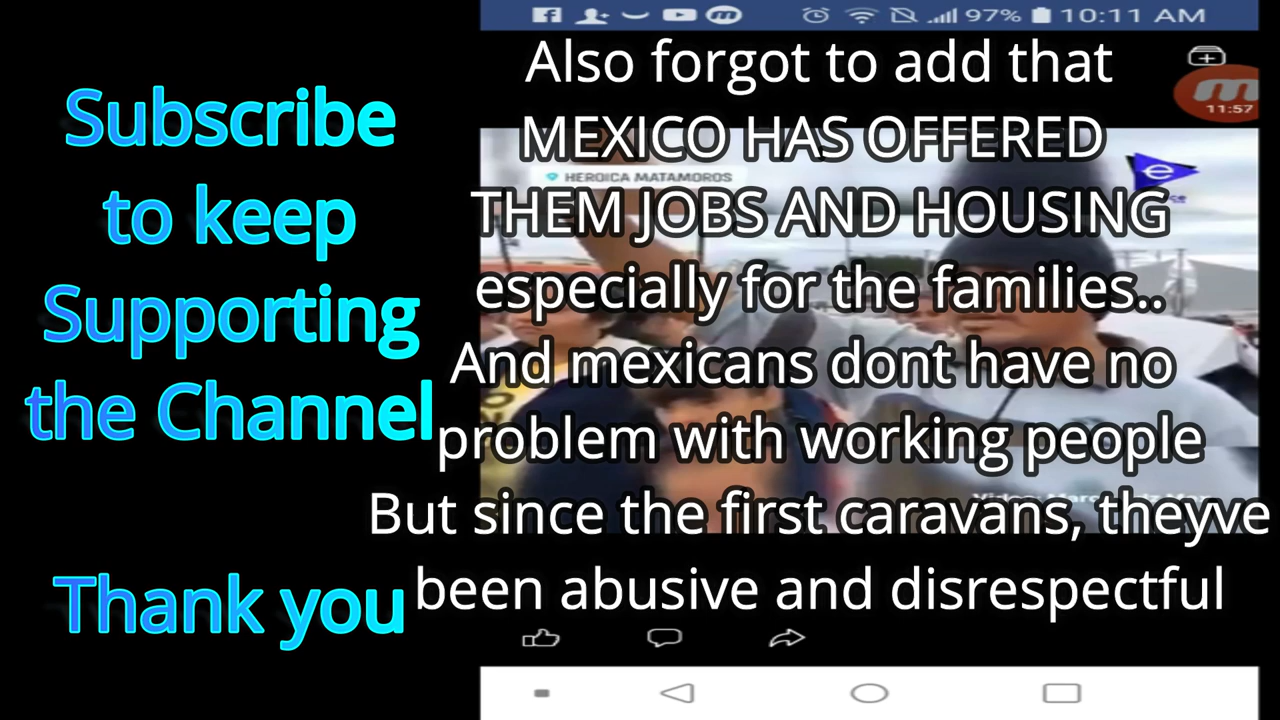 Subscribe
to keep
Supporting
the Channel
Thank you
97% 10:11 AM
Also forgot to add that
11:57
MEXICO HAS OFFERED
HEROICA MATAMOROS
THEM JOBS AND HOUSING
especially for the families..
And mexicans dont have no
problem with working people
But since the first caravans, theyve
been abusive and disrespectful